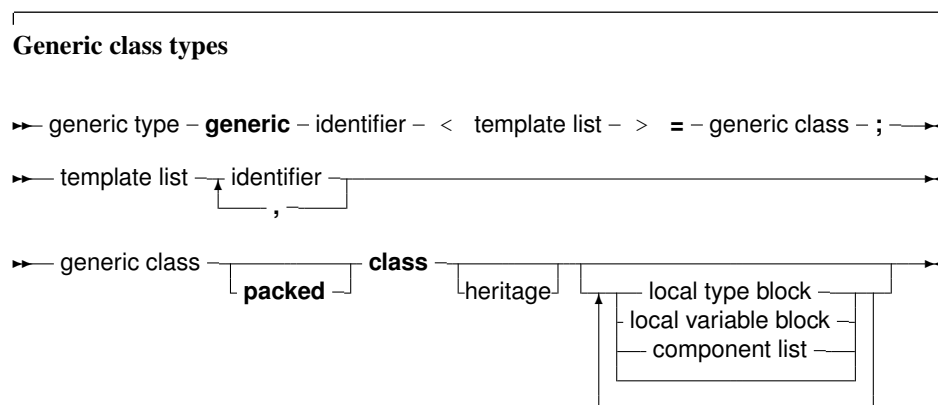 Generic class types
generic type generic identifier < template list > = generic class ;
template list identifier
,
generic class class
packed heritage local type block
local variable block
component list